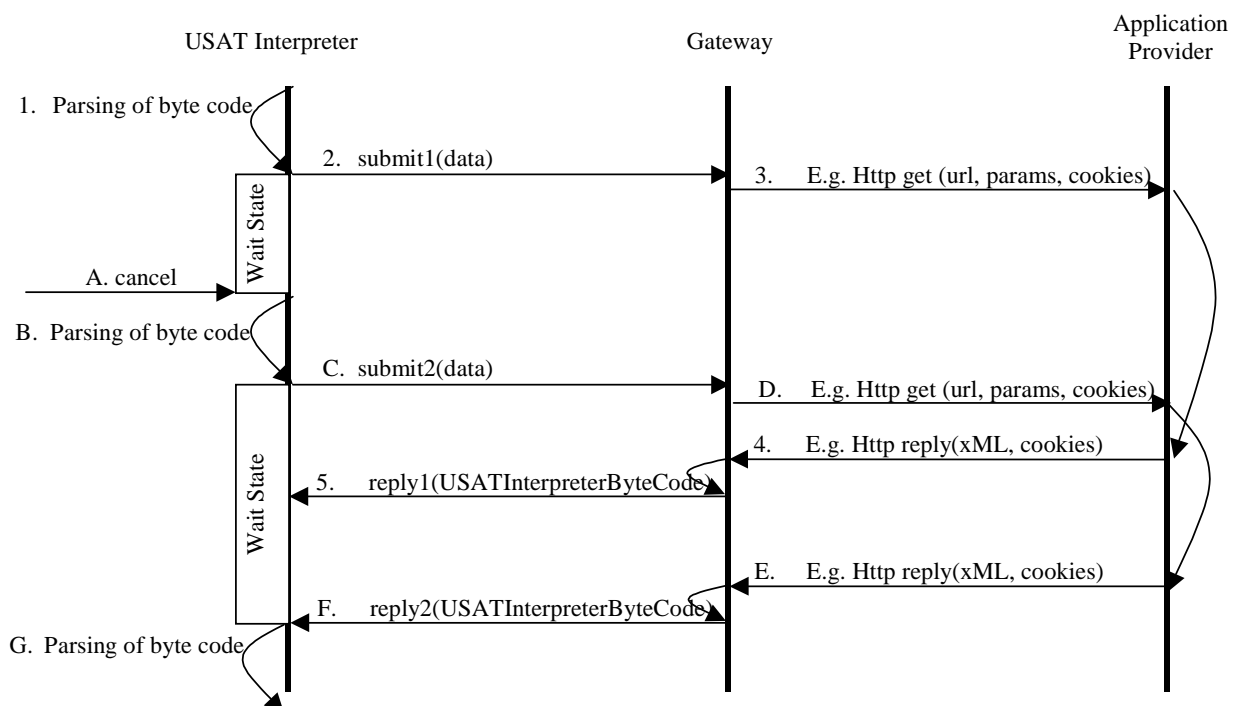 USAT Interpreter
Gateway
Application
Provider
1. Parsing of byte code
2. submit1(data)
3. E.g. Http get (url, params, cookies)
Wait State
A. cancel
B. Parsing of byte code
C. submit2(data)
D. E.g. Http get (url, params, cookies)
4. E.g. Http reply(xML, cookies)
5. reply1(USATInterpreterByteCode)
Wait State
E. E.g. Http reply(xML, cookies)
F. reply2(USATInterpreterByteCode)
G. Parsing of byte code